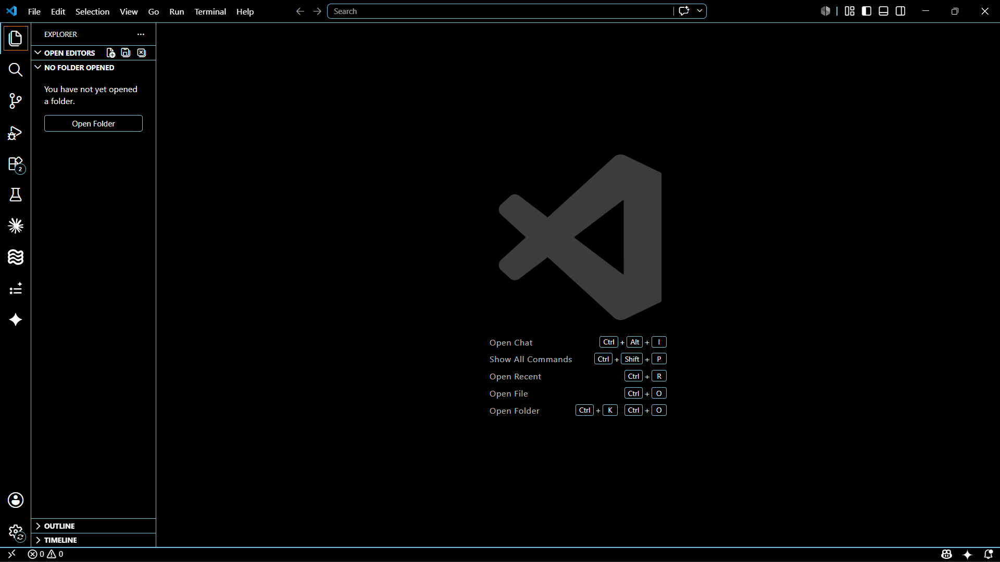 File Edit Selection View Go Run Terminal Help
Search
EXPLORER
OPEN EDITORS
NO FOLDER OPENED
You have not yet opened
a folder.
Open Folder
2
Open Chat Ctrl + Alt + I
Show All Commands Ctrl + Shift + P
Open Recent Ctrl + R
Open File Ctrl + O
Open Folder Ctrl + K Ctrl + O
OUTLINE
TIMELINE
0 0